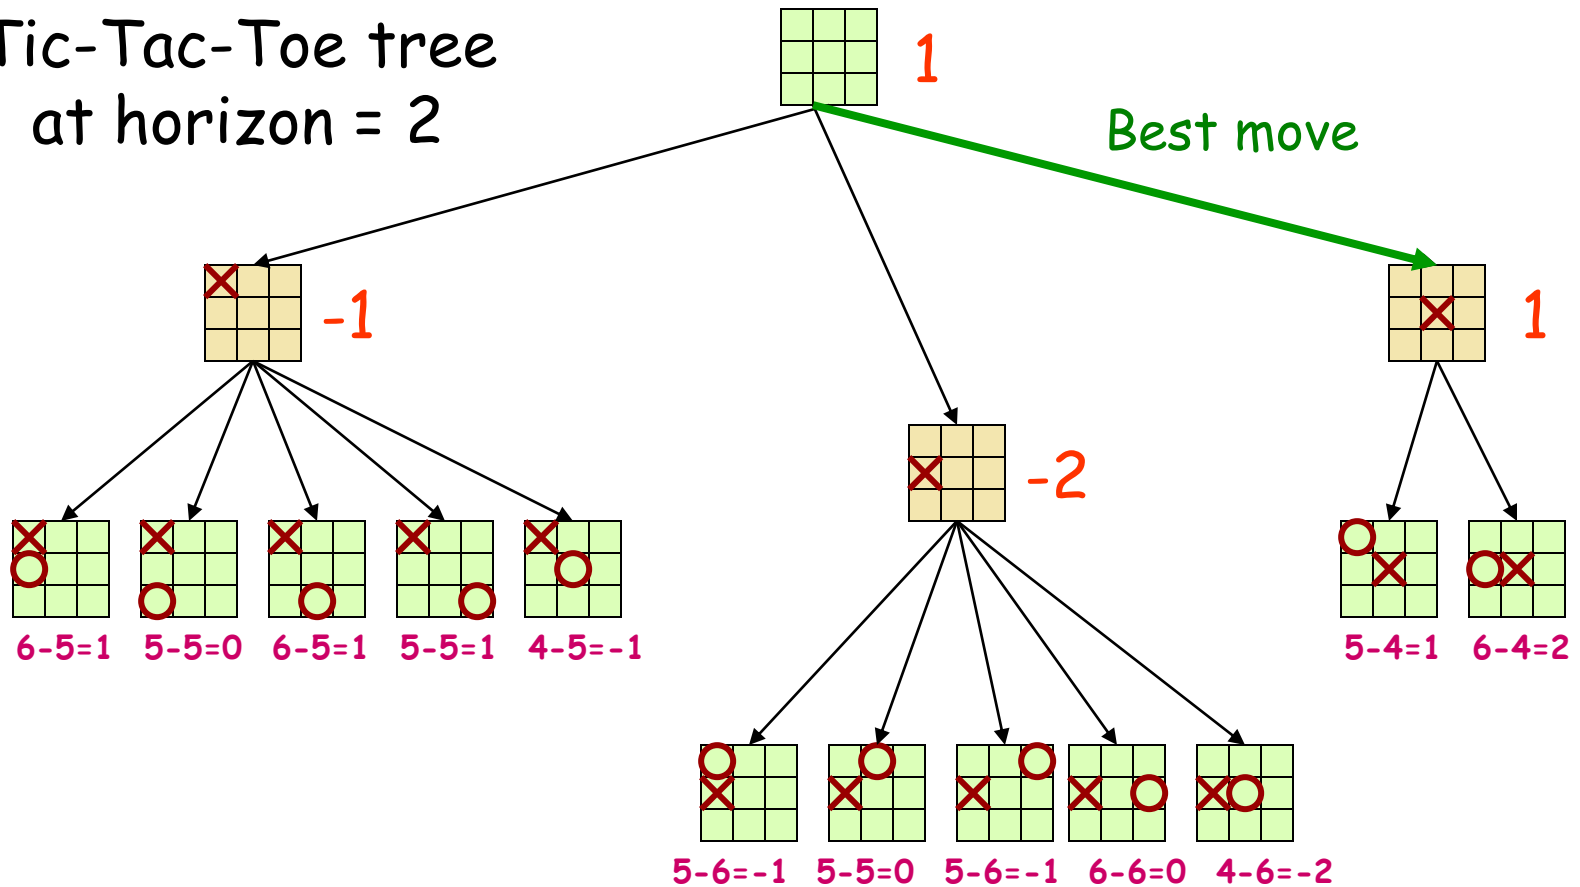 Tic-Tac-Toe tree
at horizon = 2
1
Best move
-1
1
-2
6-5=1 5-5=0 6-5=1 5-5=1 4-5=-1
5-4=1 6-4=2
5-6=-1 5-5=0 5-6=-1 6-6=0 4-6=-2